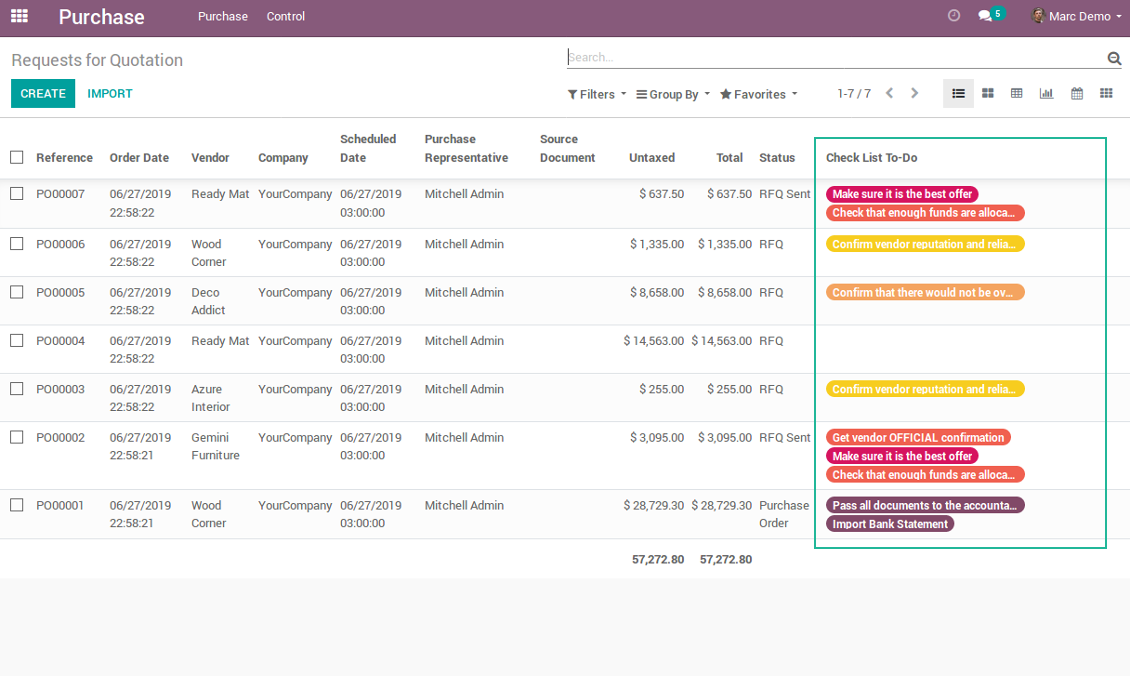 Purchase Purchase Control 5 Marc Demo
Requests for Quotation Search...
CREATE IMPORT Filters Group By Favorites 1-7 / 7
Scheduled Purchase Source
Reference Order Date Vendor Company Date Representative Document Untaxed Total Status Check List To-Do
PO00007 06/27/2019 Ready Mat YourCompany 06/27/2019 Mitchell Admin $ 637.50 $ 637.50 RFQ Sent Make sure it is the best offer
22:58:22 03:00:00 Check that enough funds are alloca...
PO00006 06/27/2019 Wood YourCompany 06/27/2019 Mitchell Admin $ 1,335.00 $ 1,335.00 RFQ Confirm vendor reputation and relia...
22:58:22 Corner 03:00:00
PO00005 06/27/2019 Deco YourCompany 06/27/2019 Mitchell Admin $ 8,658.00 $ 8,658.00 RFQ Confirm that there would not be ov...
22:58:22 Addict 03:00:00
PO00004 06/27/2019 Ready Mat YourCompany 06/27/2019 Mitchell Admin $ 14,563.00 $ 14,563.00 RFQ
22:58:22 03:00:00
PO00003 06/27/2019 Azure YourCompany 06/27/2019 Mitchell Admin $ 255.00 $ 255.00 RFQ Confirm vendor reputation and relia...
22:58:22 Interior 03:00:00
PO00002 06/27/2019 Gemini YourCompany 06/27/2019 Mitchell Admin $ 3,095.00 $ 3,095.00 RFQ Sent Get vendor OFFICIAL confirmation
22:58:21 Furniture 03:00:00 Make sure it is the best offer
Check that enough funds are alloca...
PO00001 06/27/2019 Wood YourCompany 06/27/2019 Mitchell Admin $ 28,729.30 $ 28,729.30 Purchase Pass all documents to the accounta...
22:58:21 Corner 03:00:00 Order Import Bank Statement
57,272.80 57,272.80